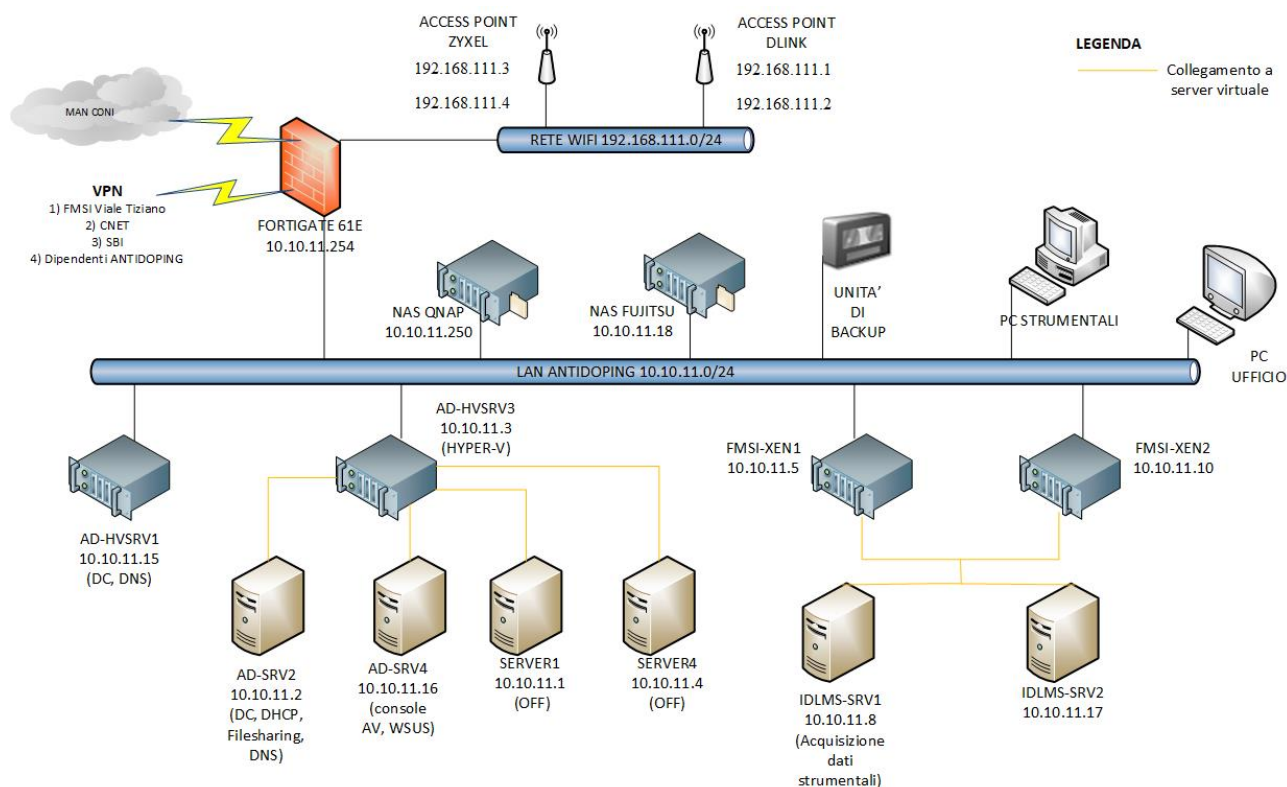 ACCESS POINT
ZYXEL
192.168.111.3
192.168.111.4
ACCESS POINT
DLINK
192.168.111.1
192.168.111.2
LEGENDA
Collegamento a
server virtuale
MAN CONI
RETE WIFI 192.168.111.0/24
VPN
1) FMSI Viale Tiziano
2) CNET
3) SBI
4) Dipendenti ANTIDOPING
FORTIGATE 61E
10.10.11.254
NAS QNAP
10.10.11.250
NAS FUJITSU
10.10.11.18
UNITA'
DI
BACKUP
PC STRUMENTALI
PC
UFFICIO
LAN ANTIDOPING 10.10.11.0/24
AD-HVSRV1
10.10.11.15
(DC, DNS)
AD-HVSRV3
10.10.11.3
(HYPER-V)
FMSI-XEN1
10.10.11.5
FMSI-XEN2
10.10.11.10
AD-SRV2
10.10.11.2
(DC, DHCP,
Filesharing,
DNS)
AD-SRV4
10.10.11.16
(console
AV, WSUS)
SERVER1
10.10.11.1
(OFF)
SERVER4
10.10.11.4
(OFF)
IDLMS-SRV1
10.10.11.8
(Acquisizione
dati
strumentali)
IDLMS-SRV2
10.10.11.17